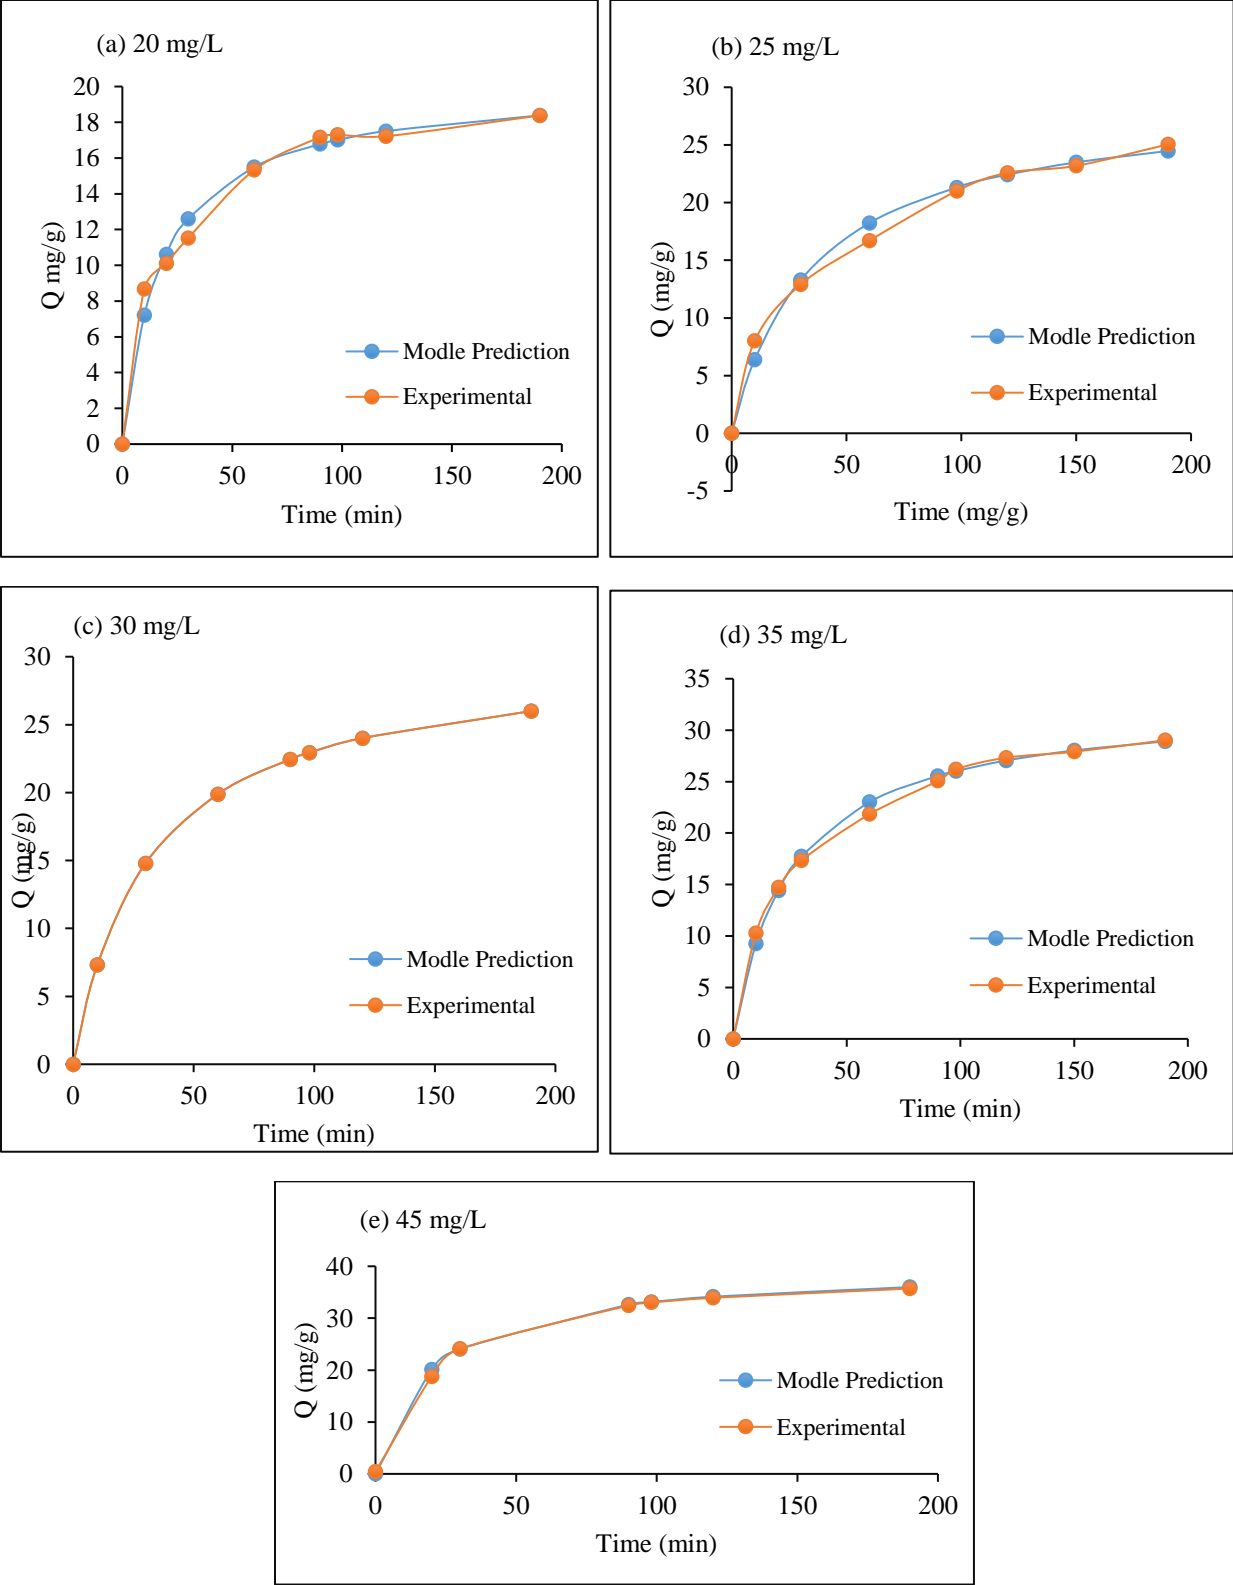 (a) 20 mg/L
20
18
16
14
12
10
8
6
4
2
0
Q mg/g)
Modle Prediction
Experimental
0 50 100 150 200
Time (min)
(b) 25 mg/L
30
25
20
15
10
5
0
-5
Q (mg/g)
Modle Prediction
Experimental
0 50 100 150 200
Time (mg/g)
(c) 30 mg/L
30
25
20
15
10
5
0
Q (mg/g)
Modle Prediction
Experimental
0 50 100 150 200
Time (min)
(d) 35 mg/L
35
30
25
20
15
10
5
0
Q (mg/g)
Modle Prediction
Experimental
0 50 100 150 200
Time (min)
(e) 45 mg/L
40
30
20
10
0
Q (mg/g)
Modle Prediction
Experimental
0 50 100 150 200
Time (min)